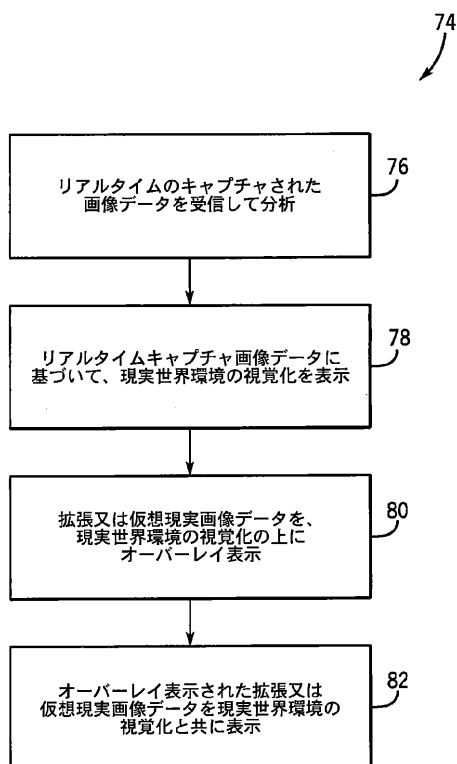 74
リアルタイムのキャプチャされた
画像データを受信して分析
76
リアルタイムキャプチャ画像データに
基づいて、現実世界環境の視覚化を表示
78
拡張又は仮想現実画像データを、
現実世界環境の視覚化の上に
オーバーレイ表示
80
オーバーレイ表示された拡張又は
仮想現実画像データを現実世界環境の
視覚化と共に表示
82